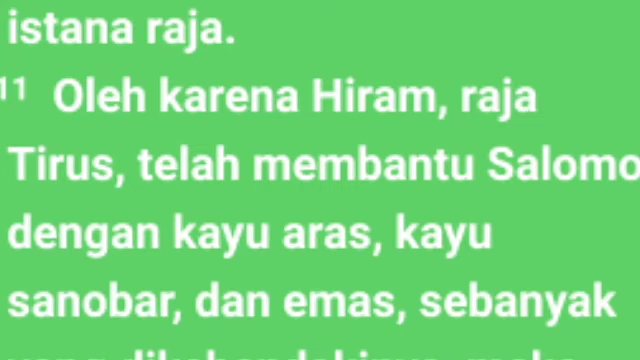 istana raja.
11 Oleh karena Hiram, raja
Tirus, telah membantu Salomo
dengan kayu aras, kayu
sanobar, dan emas, sebanyak